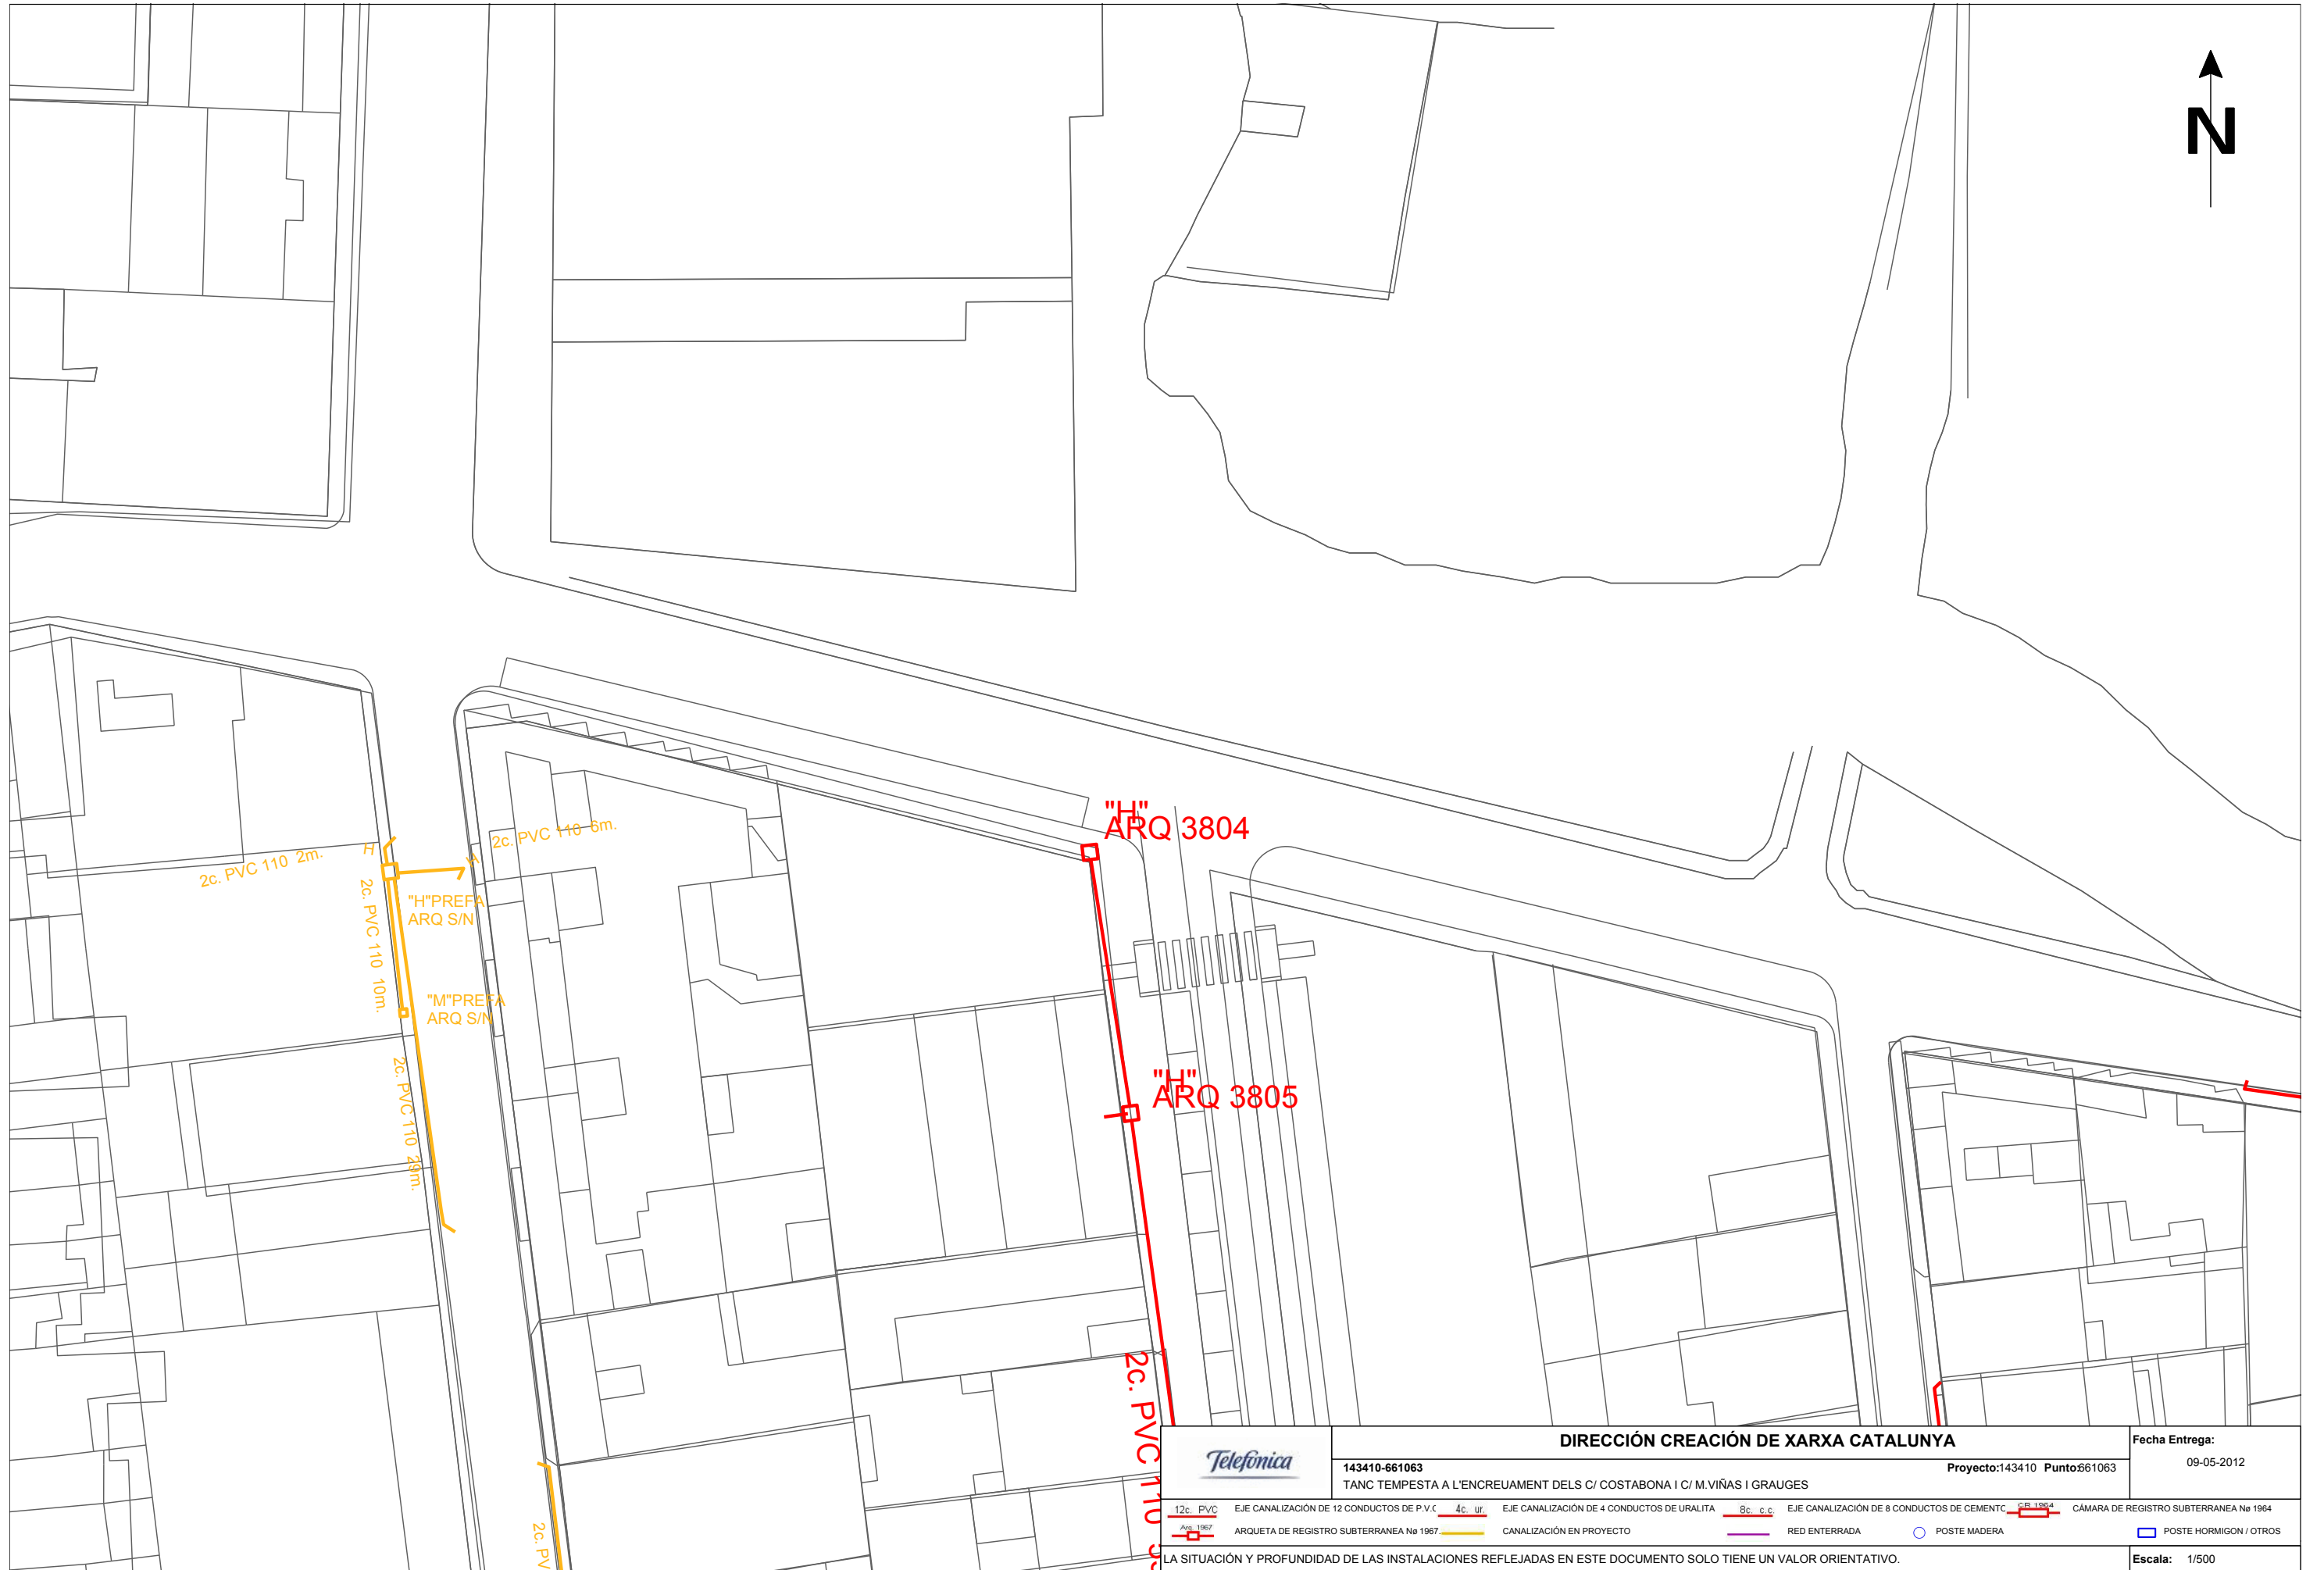 N
"H"
ARQ 3804
2c. PVC 110 6m.
H
H
2c. PVC 110 2m.
"H"PREFA
ARQ S/N
2c. PVC 110 10m.
"M"PREFA
ARQ S/N
2c. PVC 110 29m.
"H"
ARQ 3805
2c. PVC 110
2c. PV
Telefónica
DIRECCIÓN CREACIÓN DE XARXA CATALUNYA
Fecha Entrega:
09-05-2012
143410-661063
Proyecto:143410 Punto:661063
TANC TEMPESTA A L'ENCREUAMENT DELS C/ COSTABONA I C/ M.VIÑAS I GRAUGES
12c. PVC EJE CANALIZACIÓN DE 12 CONDUCTOS DE P.V.C 4c. ur. EJE CANALIZACIÓN DE 4 CONDUCTOS DE URALITA 8c. c.c. EJE CANALIZACIÓN DE 8 CONDUCTOS DE CEMENTO CR 1964 CÁMARA DE REGISTRO SUBTERRANEA Nø 1964
Arq. 1967 ARQUETA DE REGISTRO SUBTERRANEA Nø 1967. CANALIZACIÓN EN PROYECTO RED ENTERRADA POSTE MADERA POSTE HORMIGON / OTROS
LA SITUACIÓN Y PROFUNDIDAD DE LAS INSTALACIONES REFLEJADAS EN ESTE DOCUMENTO SOLO TIENE UN VALOR ORIENTATIVO.
Escala: 1/500